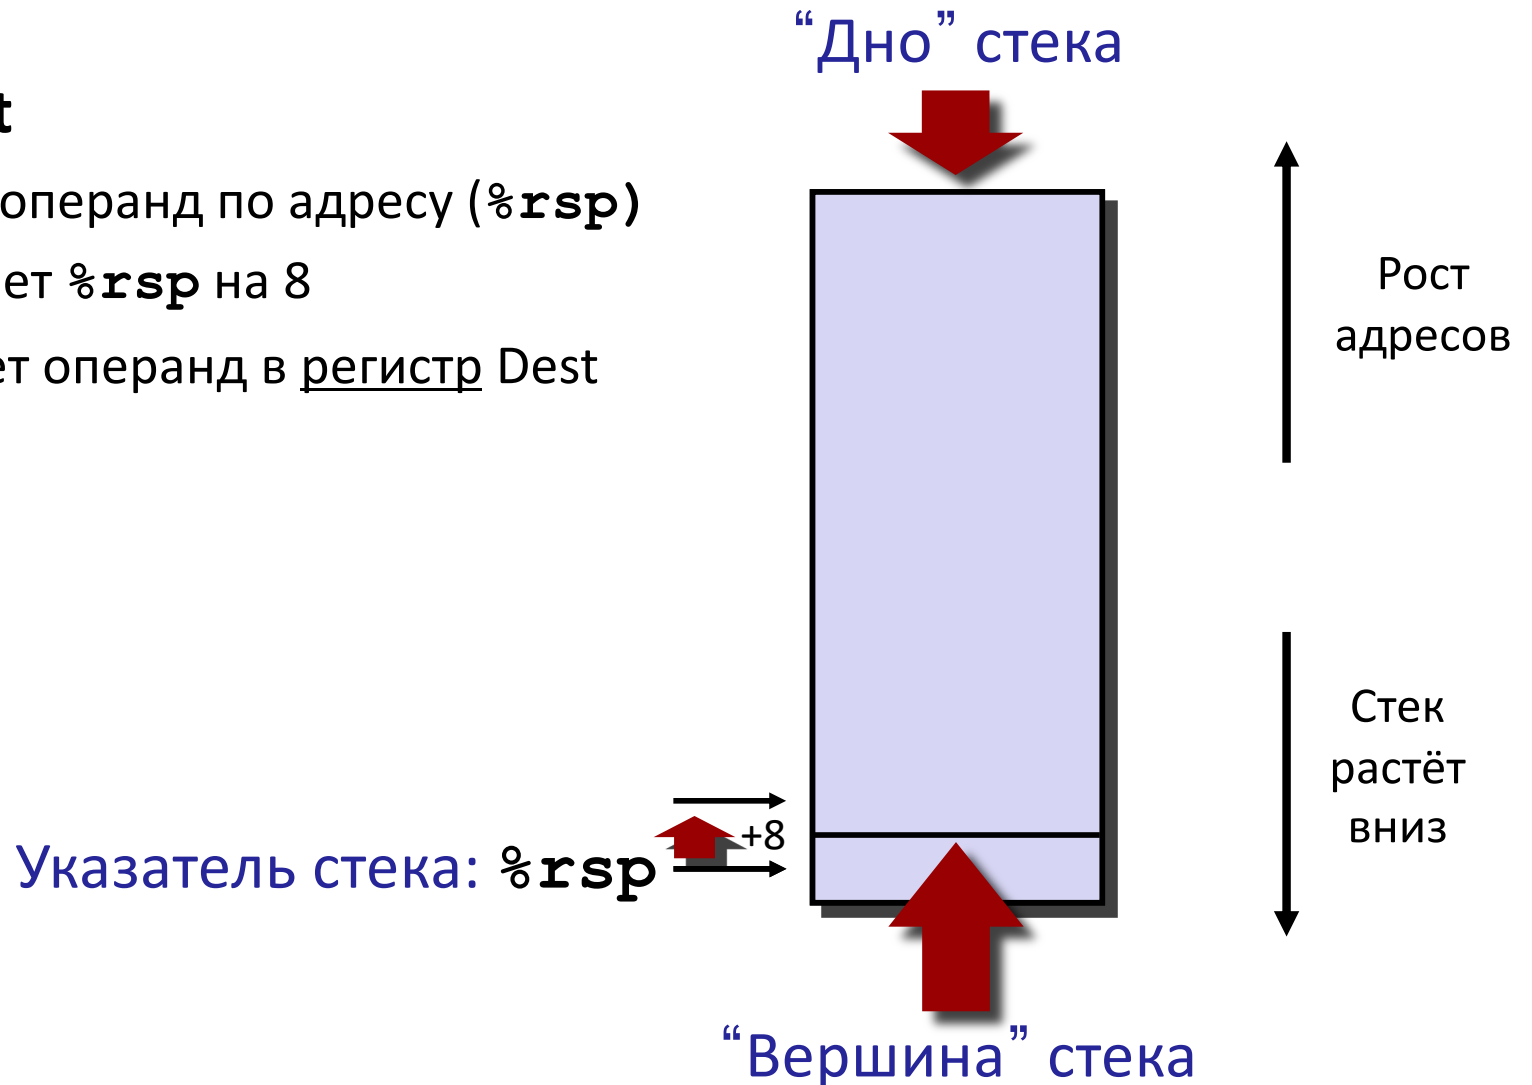 “Дно” стека
t
операнд по адресу (%rsp)
ет %rsp на 8
ет операнд в регистр Dest
Рост
адресов
Стек
растёт
вниз
+8
Указатель стека: %rsp
“Вершина” стека